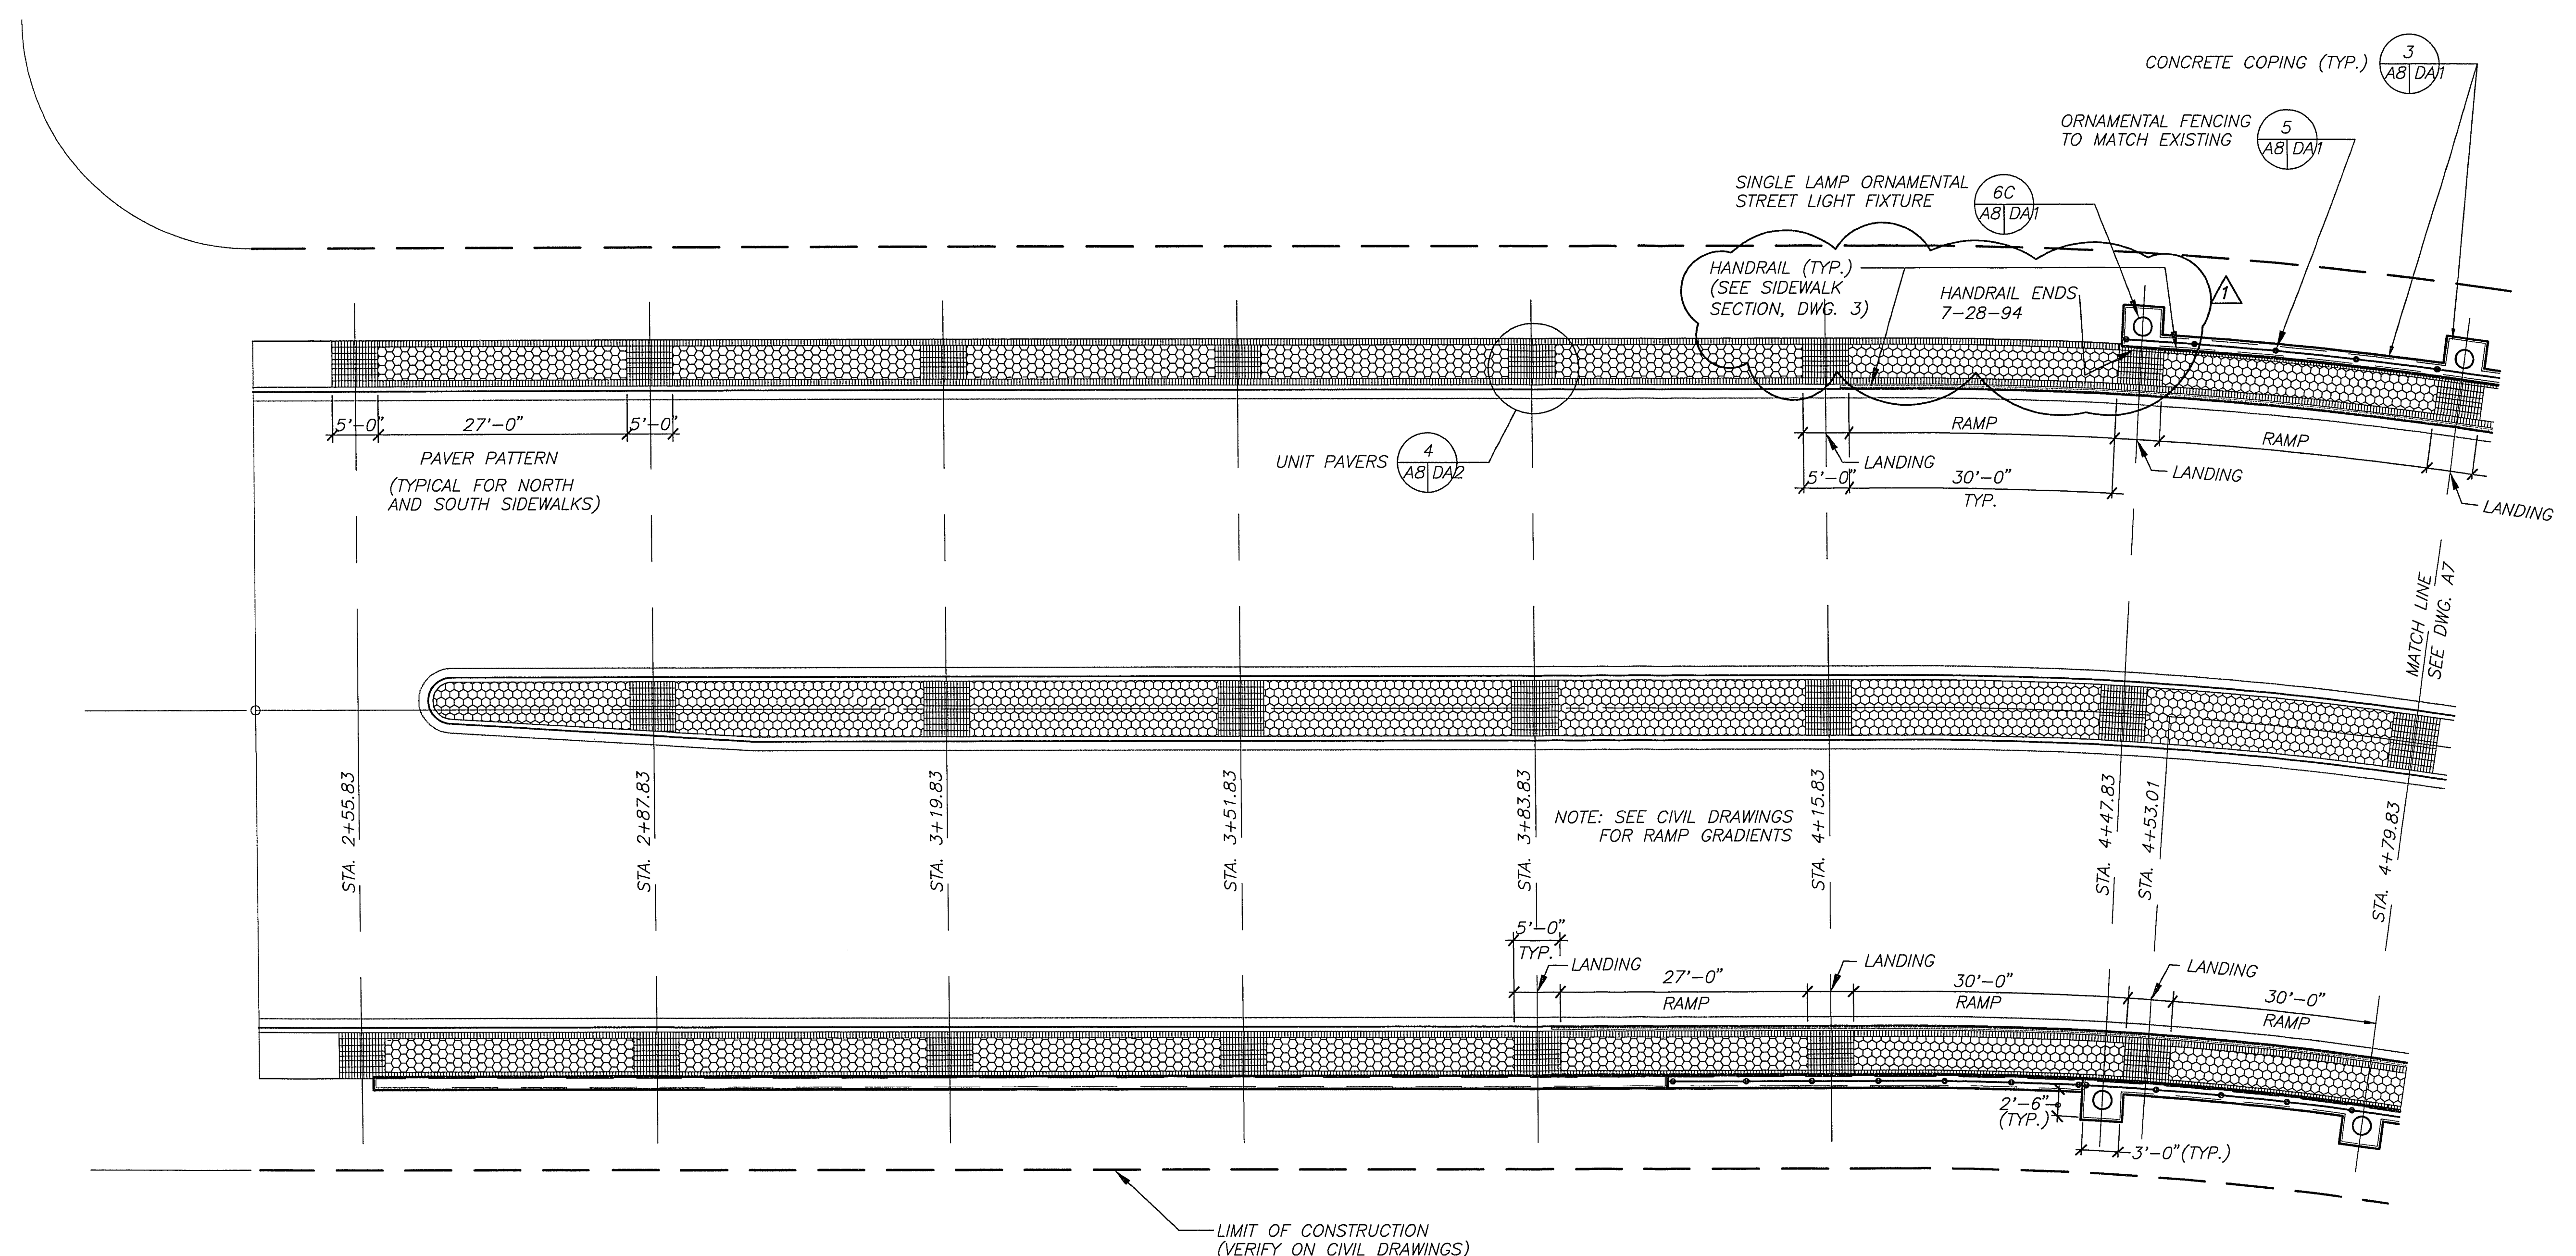 CONCRETE COPING (TYP.)
3
A8 DA1
ORNAMENTAL FENCING
TO MATCH EXISTING
5
A8 DA1
SINGLE LAMP ORNAMENTAL
STREET LIGHT FIXTURE
6C
A8 DA1
HANDRAIL (TYP.)
(SEE SIDEWALK
SECTION, DWG. 3)
HANDRAIL ENDS
7-28-94
1
5'-0"
27'-0"
5'-0"
PAVER PATTERN
(TYPICAL FOR NORTH
AND SOUTH SIDEWALKS)
UNIT PAVERS
4
A8 DA2
RAMP
LANDING
5'-0"
30'-0"
TYP.
RAMP
LANDING
LANDING
MATCH LINE
SEE DWG. A7
STA. 2+55.83
STA. 2+87.83
STA. 3+19.83
STA. 3+51.83
STA. 3+83.83
STA. 4+15.83
STA. 4+47.83
STA. 4+53.01
STA. 4+79.83
NOTE: SEE CIVIL DRAWINGS
FOR RAMP GRADIENTS
5'-0"
TYP.
LANDING
27'-0"
RAMP
LANDING
30'-0"
RAMP
LANDING
30'-0"
RAMP
2'-6"
(TYP.)
3'-0"(TYP.)
LIMIT OF CONSTRUCTION
(VERIFY ON CIVIL DRAWINGS)